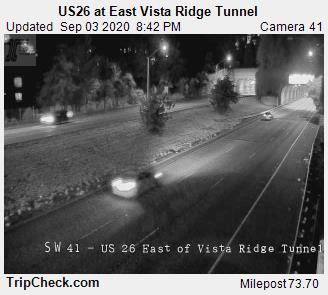 US26 at East Vista Ridge Tunnel
Updated Sep 03 2020 8:42 PM Camera 41
SW 41 - US 26 East of Vista Ridge Tunnel
TripCheck.com Milepost 73.70